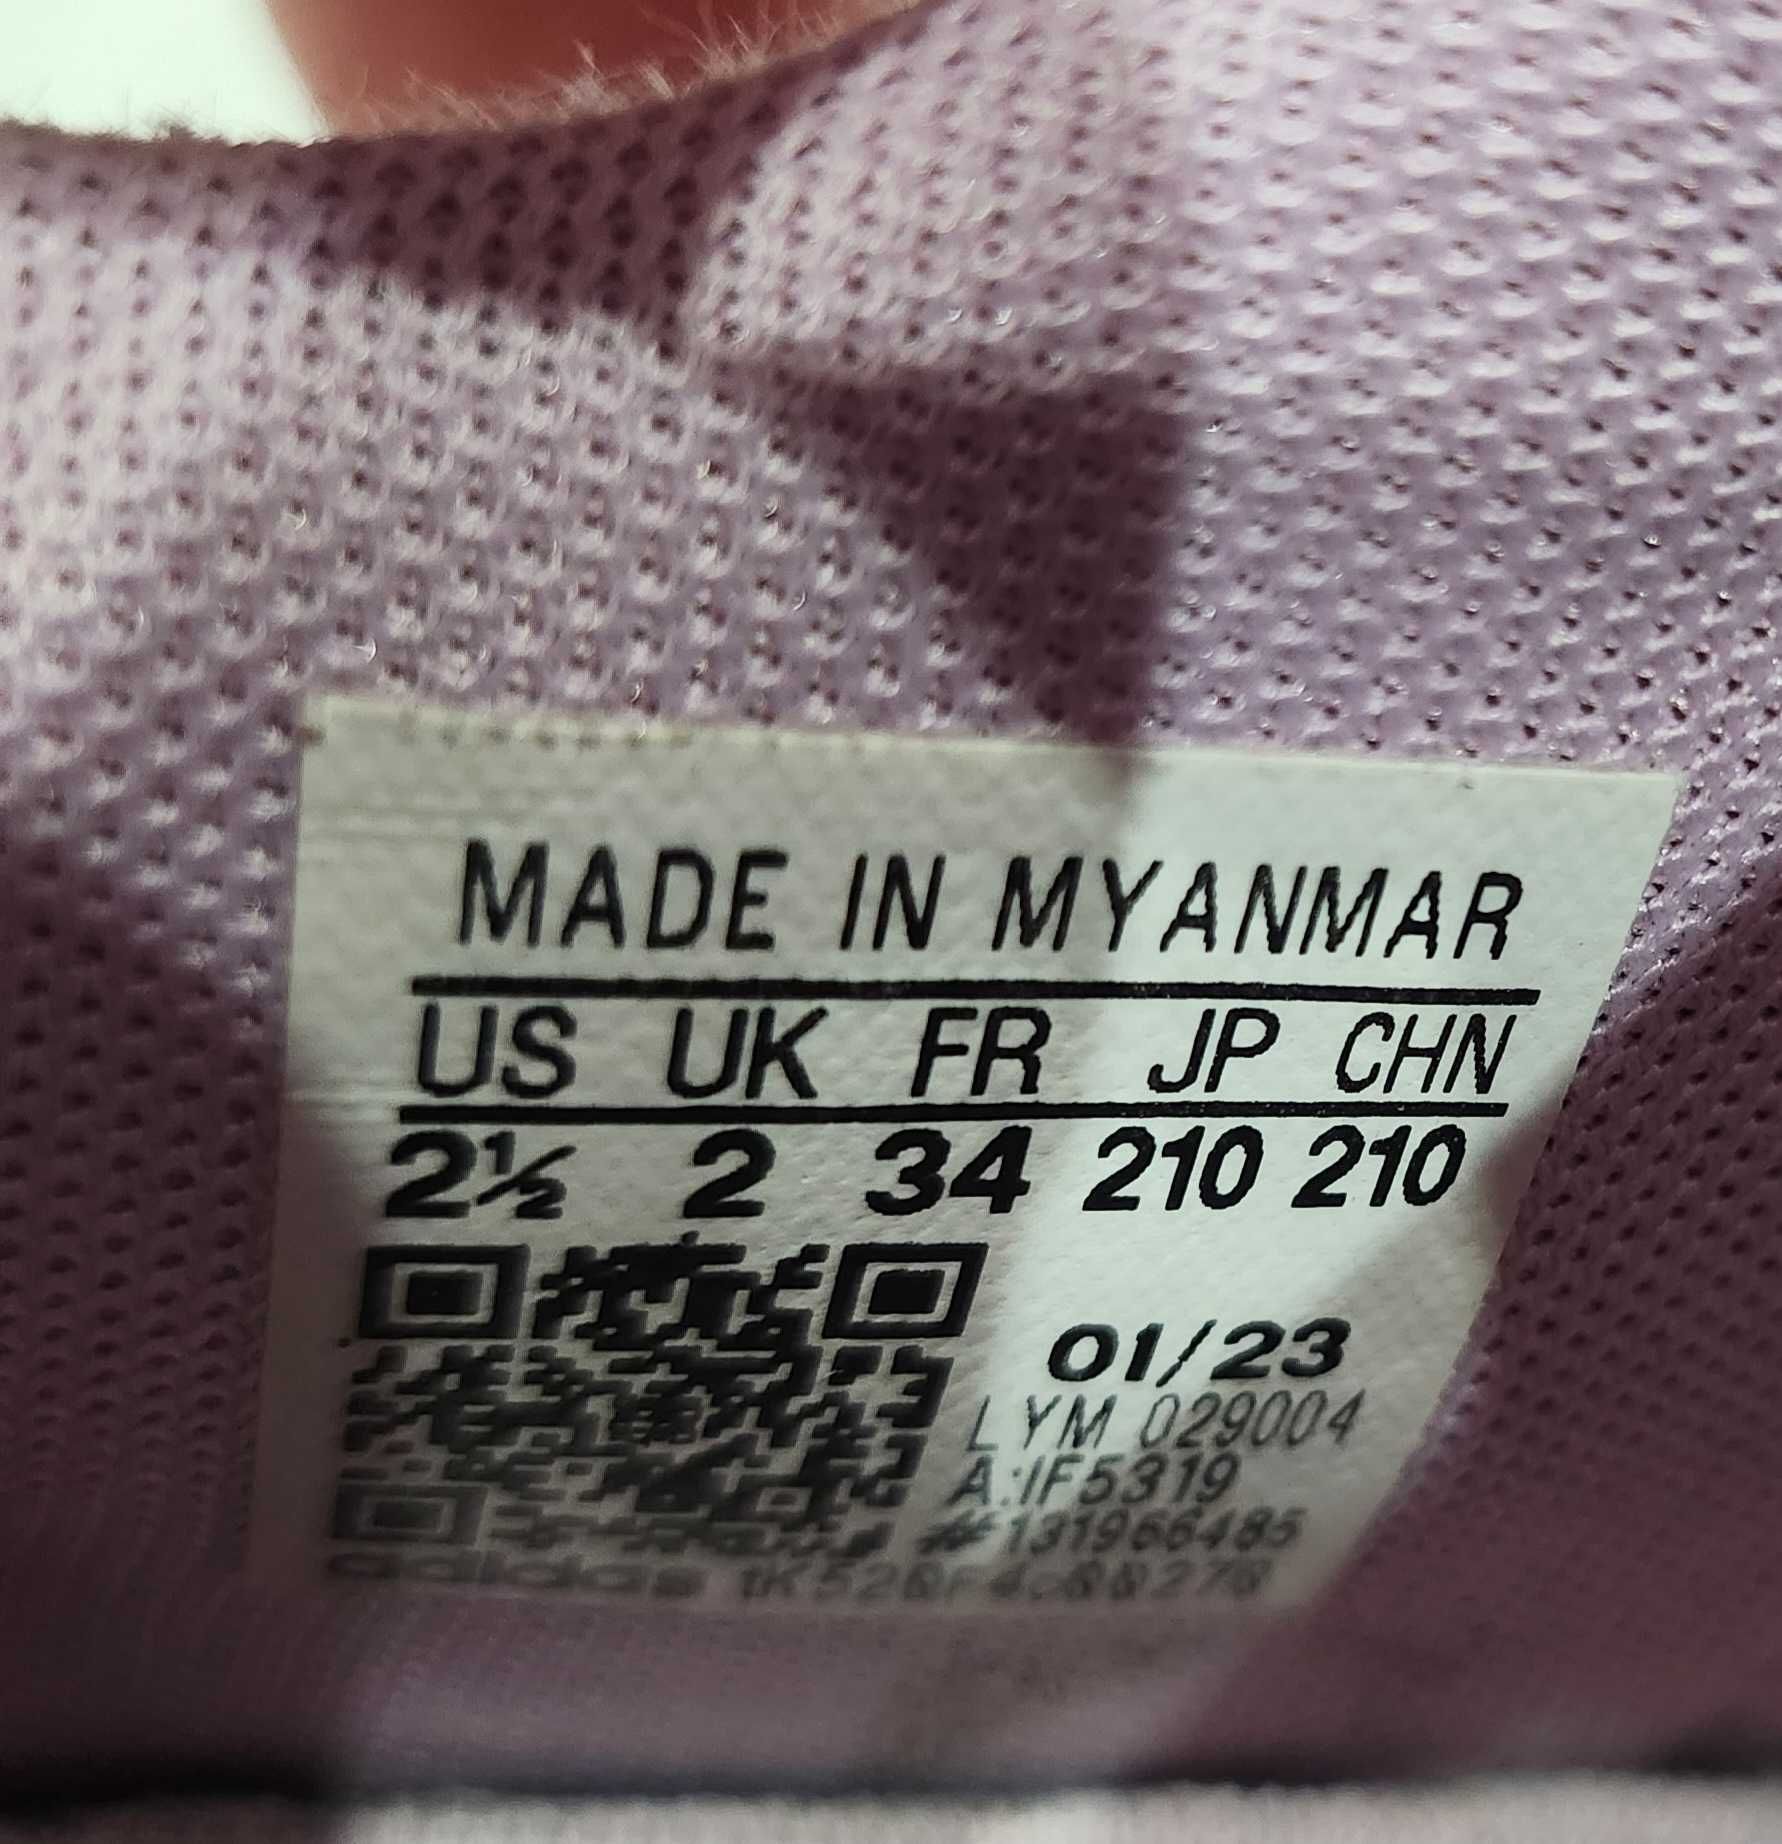 MADE IN MYANMAR
US UK FR JP CHN
2½ 2 34 210 210
01/23
LYM 029004
A:IF5319
#131966485
adidas